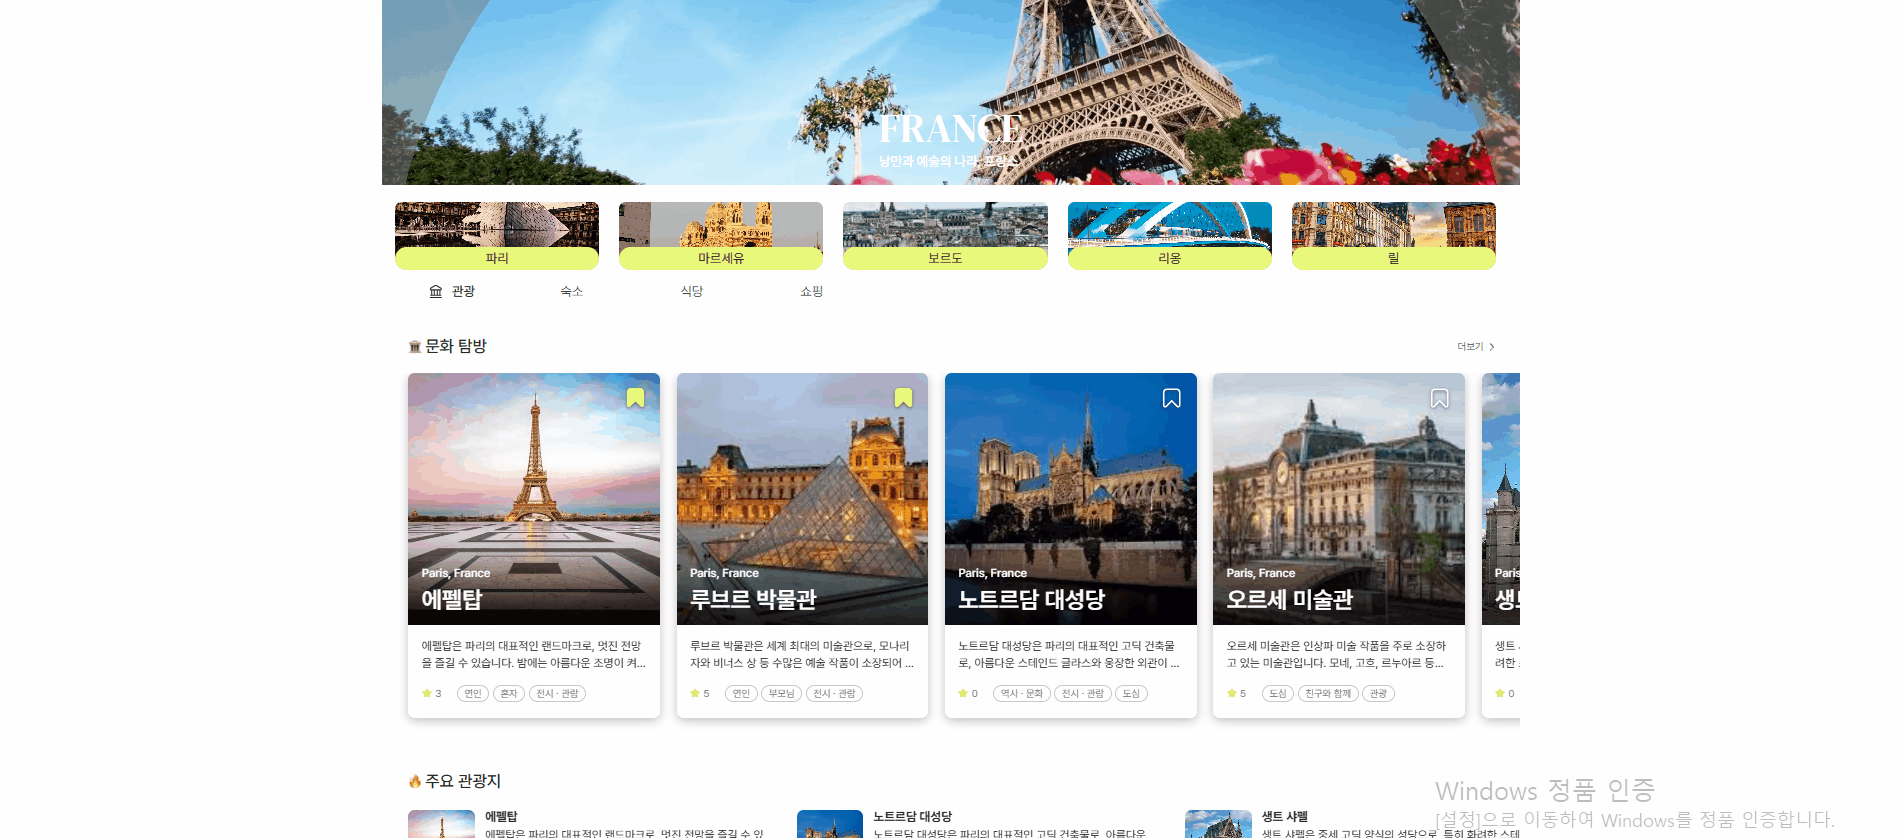 FRANCE
낭만과 예술의 나라, 프랑스
파리
마르세유
보르도
리옹
릴
관광
숙소
식당
쇼핑
문화 탐방
더보기
Paris, France
에펠탑
에펠탑은 파리의 대표적인 랜드마크로, 멋진 전망
을 즐길 수 있습니다. 밤에는 아름다운 조명이 켜...
3
연인
혼자
전시 · 관람
Paris, France
루브르 박물관
루브르 박물관은 세계 최대의 미술관으로, 모나리
자와 비너스 상 등 수많은 예술 작품이 소장되어 ...
5
연인
부모님
전시 · 관람
Paris, France
노트르담 대성당
노트르담 대성당은 파리의 대표적인 고딕 건축물
로, 아름다운 스테인드 글라스와 웅장한 외관이 ...
0
역사 · 문화
전시 · 관람
도심
Paris, France
오르세 미술관
오르세 미술관은 인상파 미술 작품을 주로 소장하
고 있는 미술관입니다. 모네, 고흐, 르누아르 등...
5
도심
친구와 함께
관광
Paris
생트
려한
0
주요 관광지
에펠탑
에펠탑은 파리의 대표적인 랜드마크로, 멋진 전망을 즐길 수 있
노트르담 대성당
노트르담 대성당은 파리의 대표적인 고딕 건축물로, 아름다운
생트 샤펠
생트 샤펠은 중세 고딕 양식의 성당으로, 특히 화려한 스테
Windows 정품 인증
[설정]으로 이동하여 Windows를 정품 인증합니다.